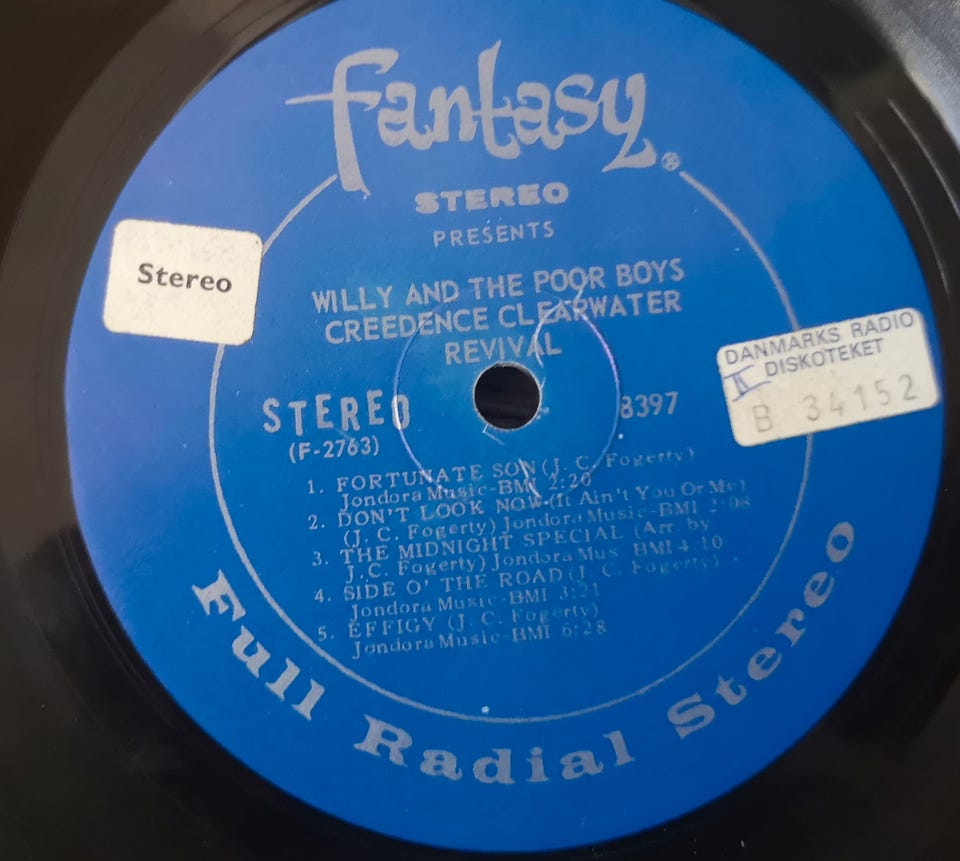 fantasy®
STEREO
PRESENTS
WILLY AND THE POOR BOYS
CREEDENCE CLEARWATER
REVIVAL
Stereo
STEREO
(F-2763)
8397
DANMARKS RADIO
DISKOTEKET
B 34152
1. FORTUNATE SON (J. C. Fogerty)
Jondora Music-BMI 2:20
2. DON'T LOOK NOW (It Ain't You Or Me)
(J. C. Fogerty) Jondora Music-BMI 2:08
3. THE MIDNIGHT SPECIAL (Arr. by
J.C. Fogerty) Jondora Mus BMI 4 10
4. SIDE O' THE ROAD (J. C. Fogerty)
Jondora Music-BMI 3:21
5. EFFIGY (J. C. Fogerty)
Jondora Music-BMI 6:28
Full Radial Stereo